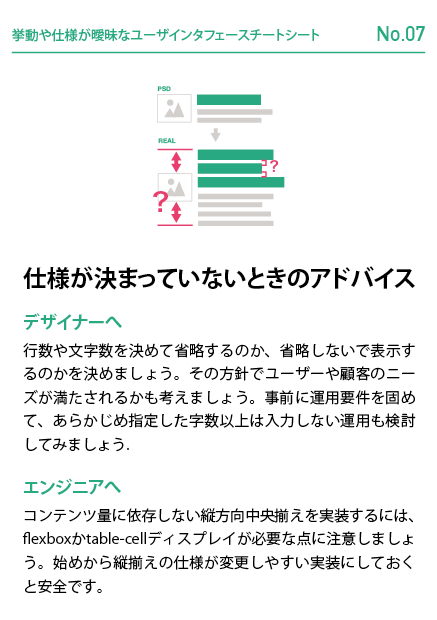 挙動や仕様が曖昧なユーザインタフェースチートシート No.07
PSD
REAL
?
?
仕様が決まっていないときのアドバイス
デザイナーへ
行数や文字数を決めて省略するのか、省略しないで表示す
るのかを決めましょう。その方針でユーザーや顧客のニー
ズが満たされるかも考えましょう。事前に運用要件を固め
て、あらかじめ指定した字数以上は入力しない運用も検討
してみましょう.
エンジニアへ
コンテンツ量に依存しない縦方向中央揃えを実装するには、
flexboxかtable-cellディスプレイが必要な点に注意しましょ
う。始めから縦揃えの仕様が変更しやすい実装にしておく
と安全です。